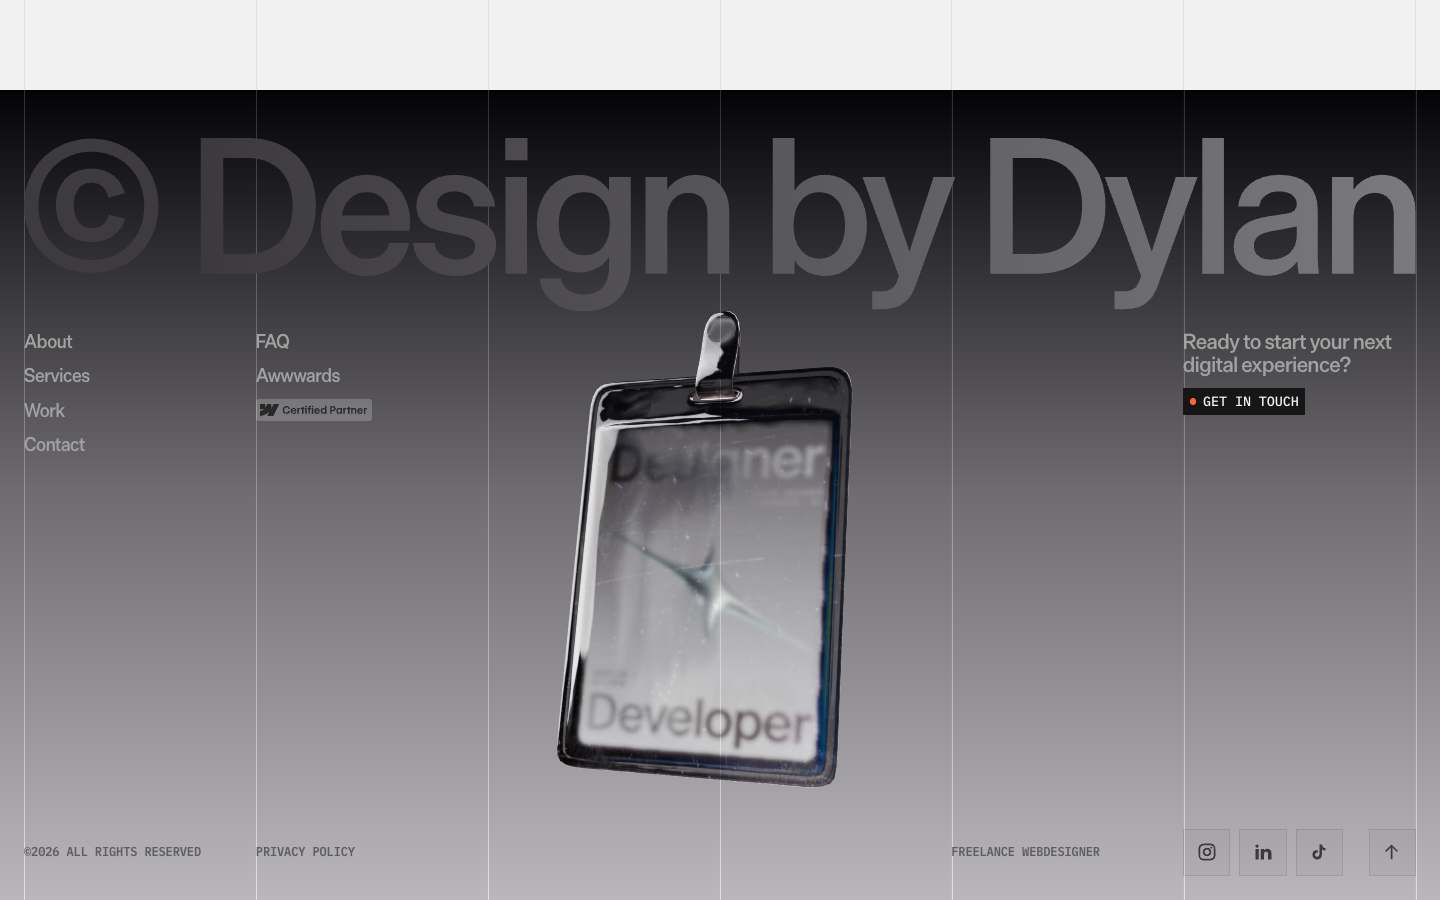 © Design by Dylan
About
Services
Work
Contact
FAQ
Awwwards
Certified Partner
Ready to start your next
digital experience?
GET IN TOUCH
Designer
Developer
©2026 ALL RIGHTS RESERVED
PRIVACY POLICY
FREELANCE WEBDESIGNER